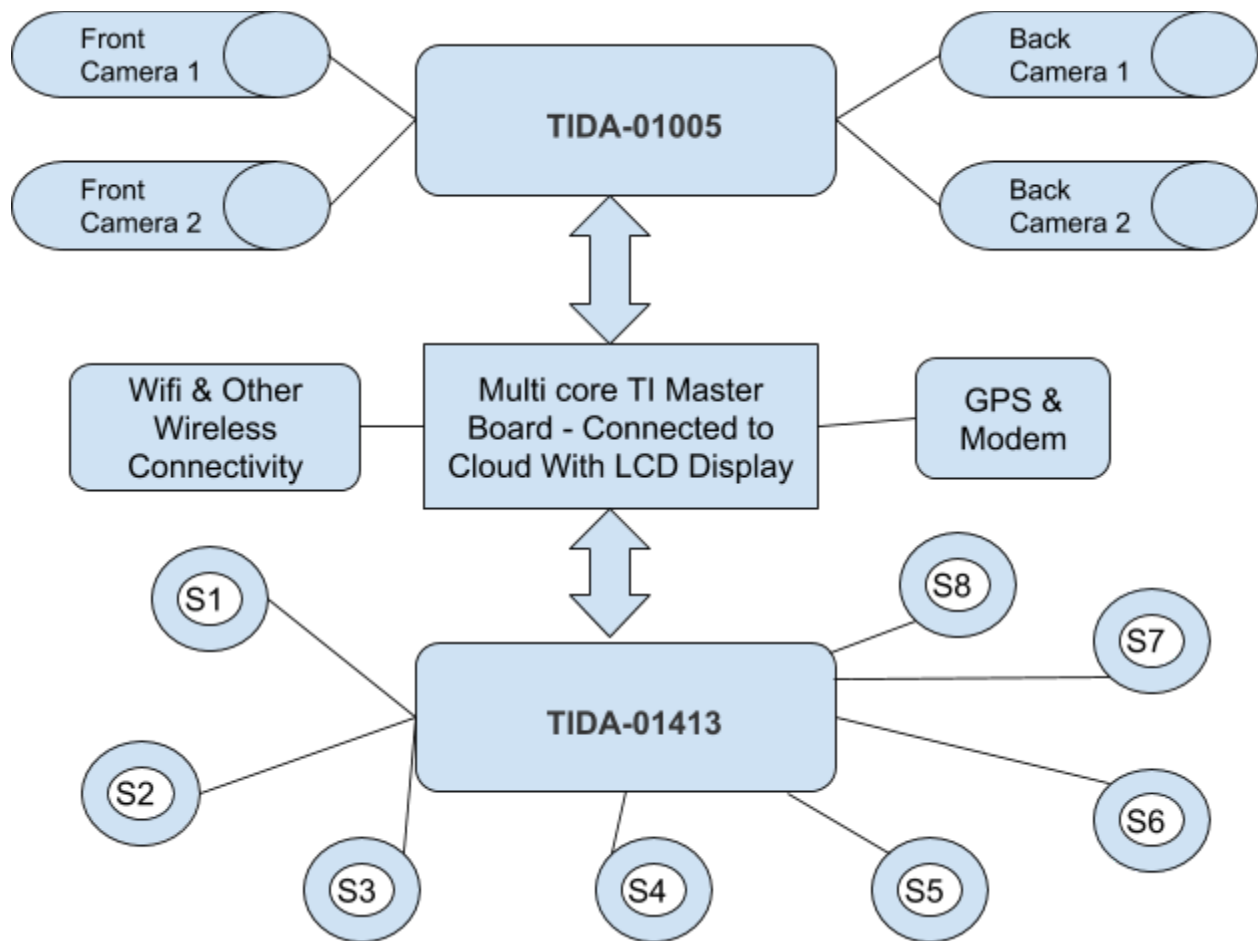 Front
Camera 1
TIDA-01005
Back
Camera 1
Front
Camera 2
Back
Camera 2
Wifi & Other
Wireless
Connectivity
Multi core TI Master
Board - Connected to
Cloud With LCD Display
GPS &
Modem
S1
S8
S7
TIDA-01413
S2
S6
S3
S4
S5